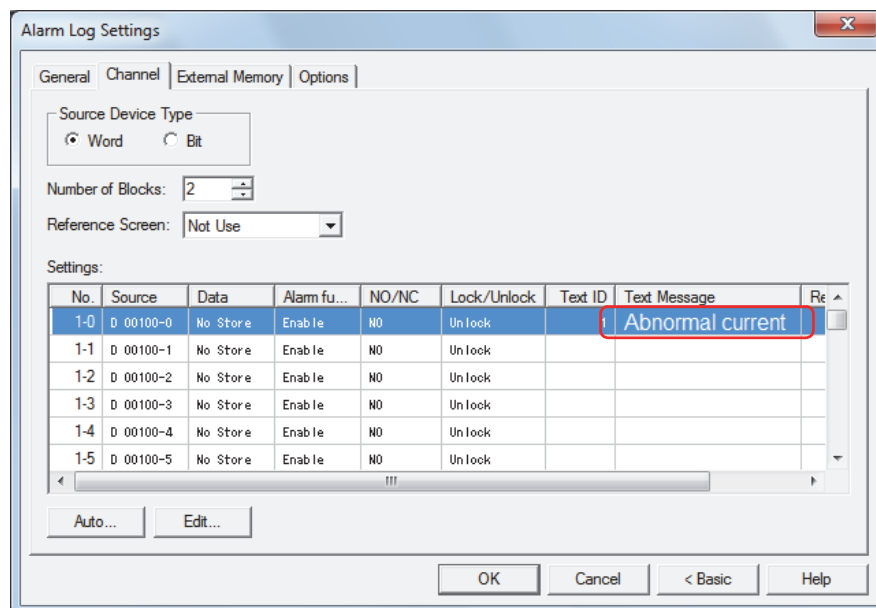 Alarm Log Settings
General Channel External Memory Options
Source Device Type
Word Bit
Number of Blocks: 2
Reference Screen: Not Use
Settings:
No. Source Data Alarm fu... NO/NC Lock/Unlock Text ID Text Message Re
1-0 D 00100-0 No Store Enable NO Unlock 1 Abnormal current
1-1 D 00100-1 No Store Enable NO Unlock
1-2 D 00100-2 No Store Enable NO Unlock
1-3 D 00100-3 No Store Enable NO Unlock
1-4 D 00100-4 No Store Enable NO Unlock
1-5 D 00100-5 No Store Enable NO Unlock
Auto... Edit...
OK Cancel < Basic Help